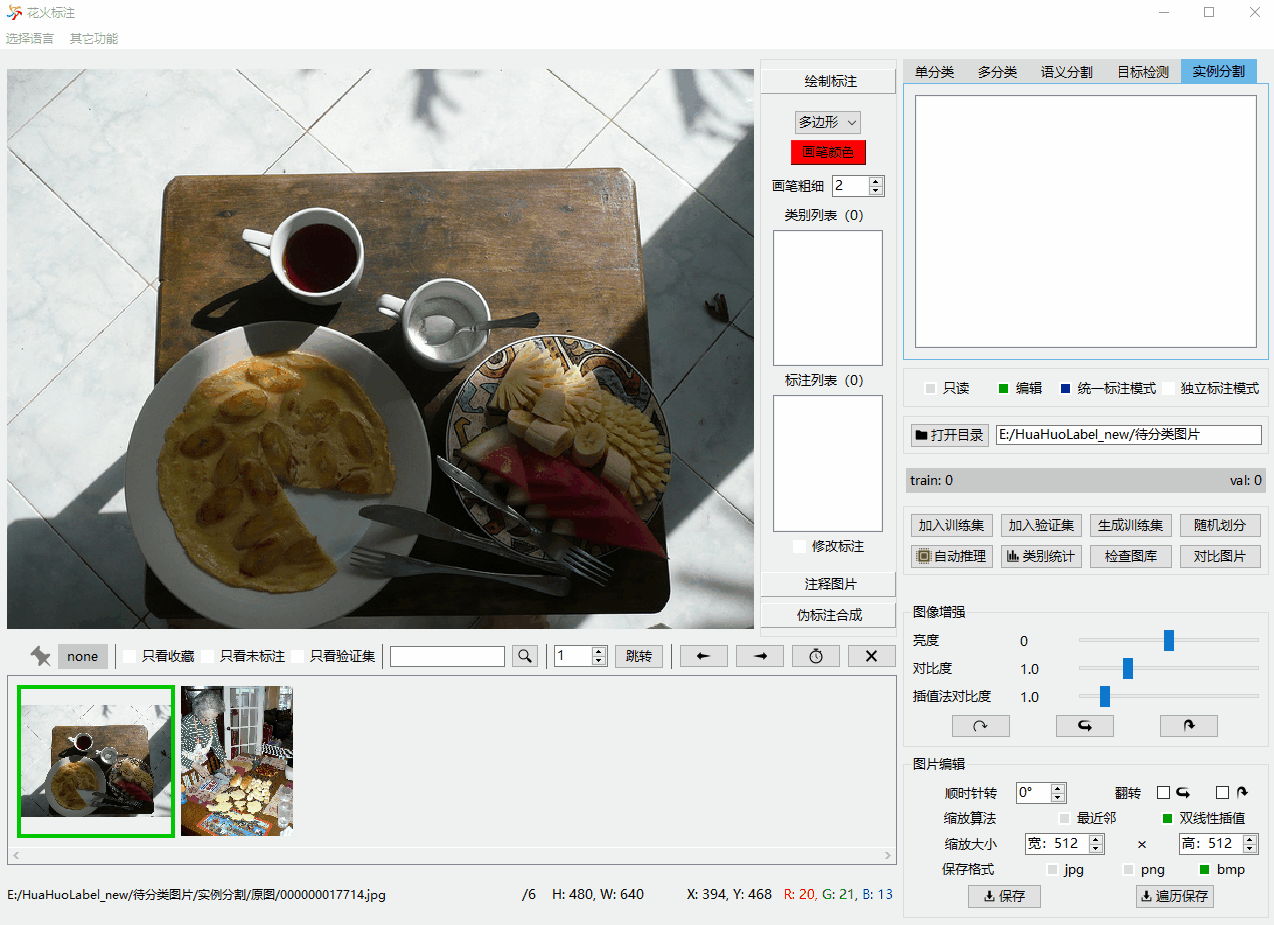 花火标注
选择语言 其它功能
绘制标注
多边形
画笔颜色
画笔粗细 2
类别列表（0）
标注列表（0）
修改标注
注释图片
伪标注合成
单分类 多分类 语义分割 目标检测 实例分割
只读 编辑 统一标注模式 独立标注模式
打开目录 E:/HuaHuoLabel_new/待分类图片
train: 0 val: 0
加入训练集 加入验证集 生成训练集 随机划分
自动推理 类别统计 检查图库 对比图片
图像增强
亮度 0
对比度 1.0
插值法对比度 1.0
图片编辑
顺时针转 0° 翻转
缩放算法 最近邻 双线性插值
缩放大小 宽: 512 × 高: 512
保存格式 jpg png bmp
保存 遍历保存
none 只看收藏 只看未标注 只看验证集 1 跳转
E:/HuaHuoLabel_new/待分类图片/实例分割/原图/000000017714.jpg /6 H: 480, W: 640 X: 394, Y: 468 R: 20, G: 21, B: 13